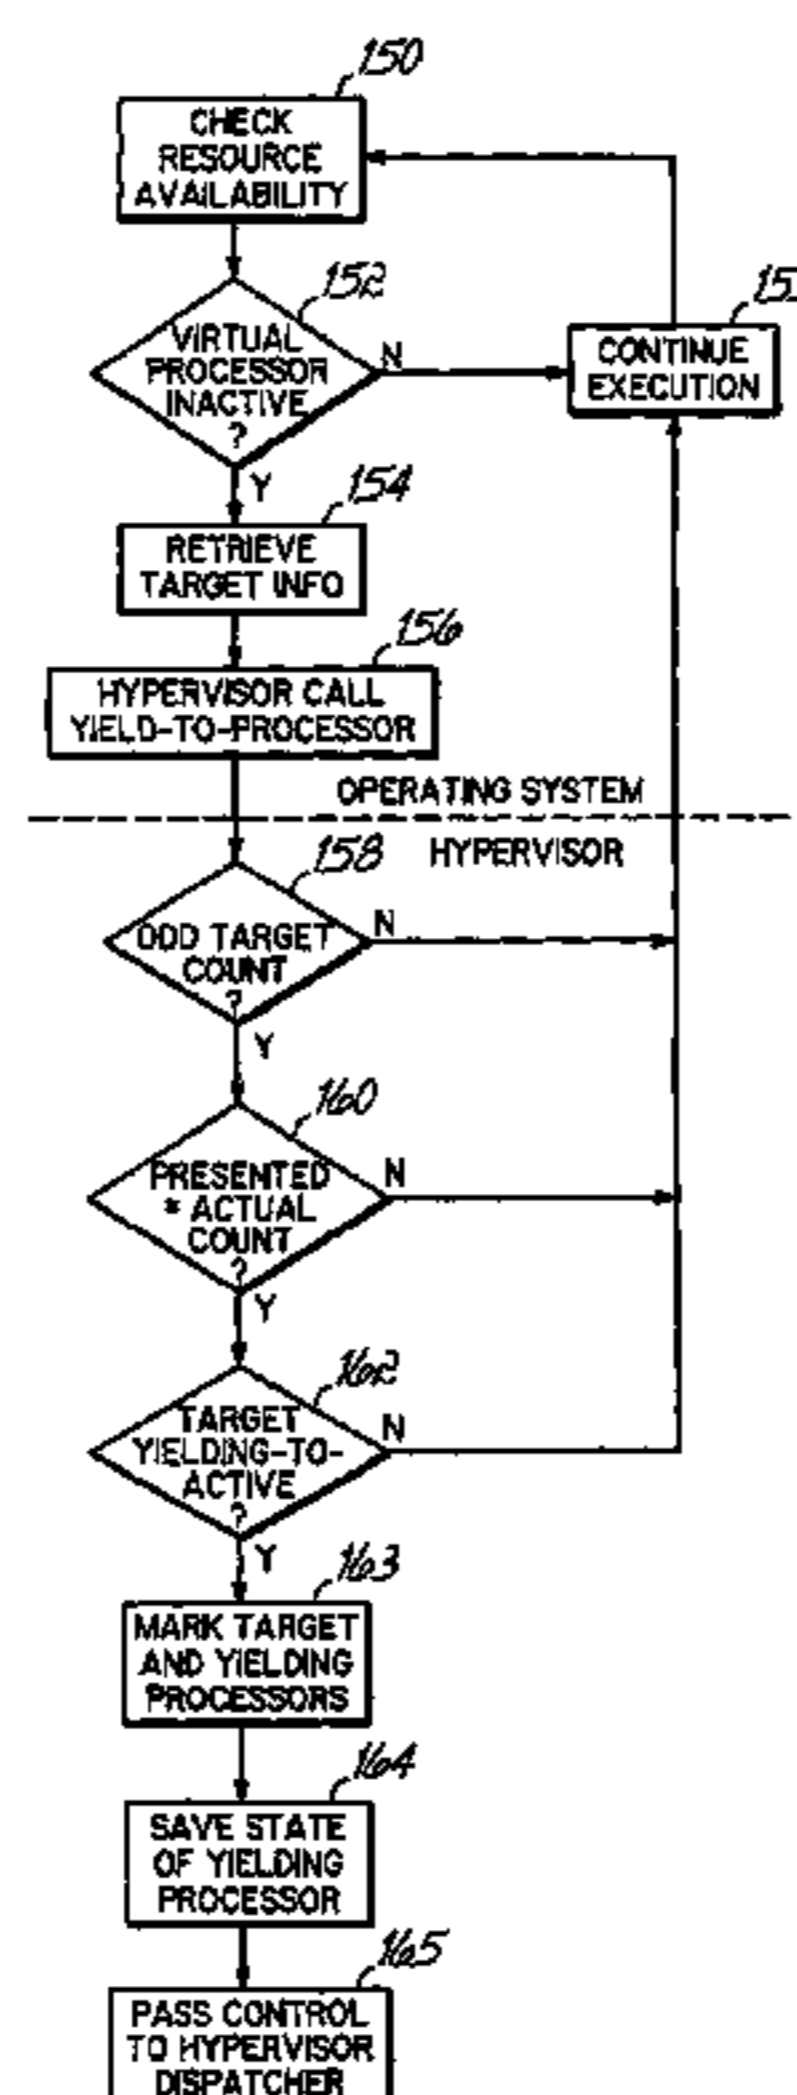 150
CHECK
RESOURCE
AVAILABILITY
152
VIRTUAL
PROCESSOR
INACTIVE
?
N
CONTINUE
EXECUTION
Y
154
RETRIEVE
TARGET INFO
156
HYPERVISOR CALL
YIELD-TO-PROCESSOR
OPERATING SYSTEM
HYPERVISOR
158
ODD TARGET
COUNT
?
N
Y
160
PRESENTED
= ACTUAL
COUNT
?
N
Y
162
TARGET
YIELDING-TO-
ACTIVE
?
N
Y
163
MARK TARGET
AND YIELDING
PROCESSORS
164
SAVE STATE
OF YIELDING
PROCESSOR
165
PASS CONTROL
TO HYPERVISOR
DISPATCHER